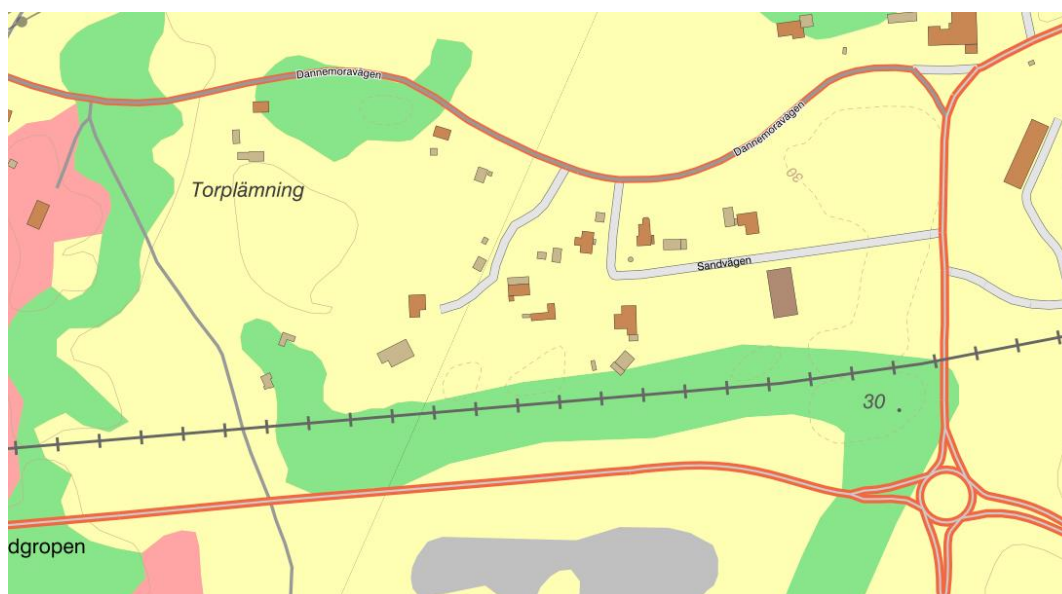 Dannemoravägen
Dannemoravägen
30
Torplämning
Sandvägen
30
dgropen